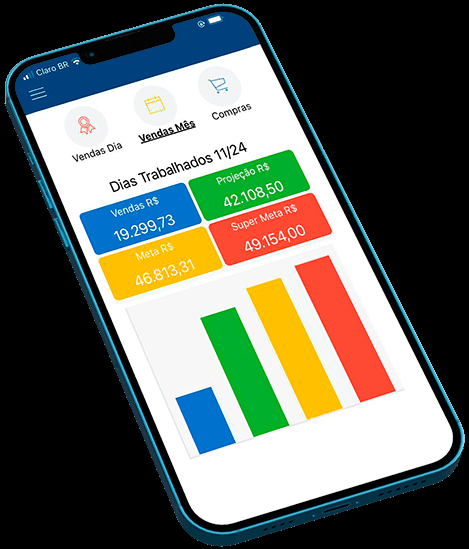 Claro BR
Vendas Dia
Vendas Mês
Compras
Dias Trabalhados 11/24
Vendas R$
19.299,73
Projeção R$
42.108,50
Meta R$
46.813,31
Super Meta R$
49.154,00